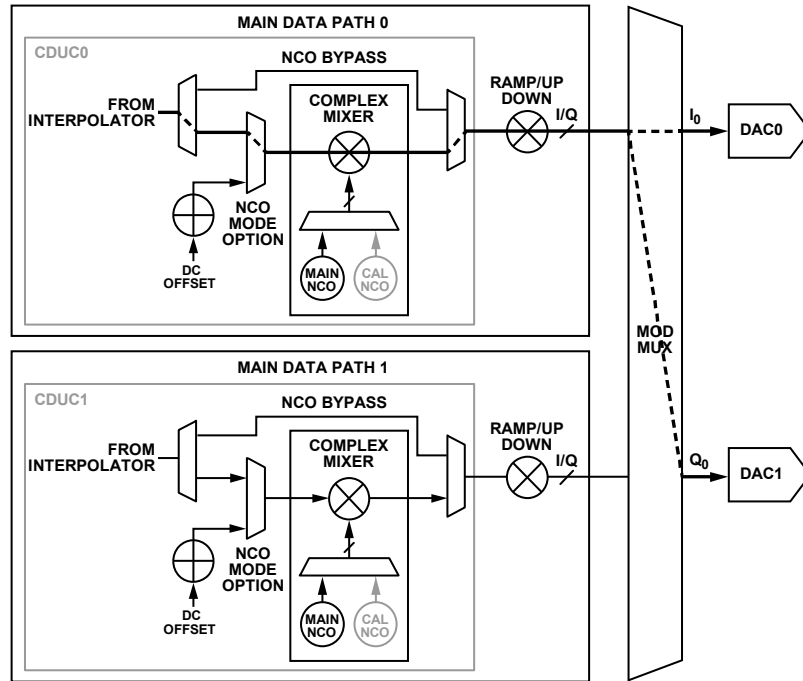 MAIN DATA PATH 0
CDUC0
NCO BYPASS
FROM
INTERPOLATOR
COMPLEX
MIXER
RAMP/UP
DOWN
I/Q
I0
DAC0
NCO
MODE
OPTION
DC
OFFSET
MAIN
NCO
CAL
NCO
MOD
MUX
MAIN DATA PATH 1
CDUC1
NCO BYPASS
FROM
INTERPOLATOR
COMPLEX
MIXER
RAMP/UP
DOWN
I/Q
Q0
DAC1
NCO
MODE
OPTION
DC
OFFSET
MAIN
NCO
CAL
NCO